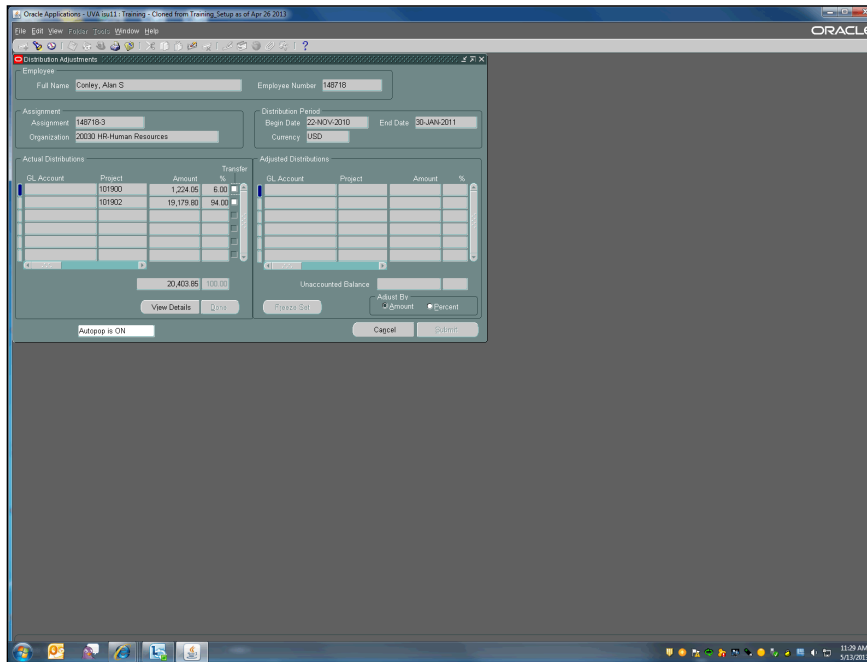 Oracle Applications - UVA isu11 : Training - Cloned from Training_Setup as of Apr 26 2013
File Edit View Folder Tools Window Help
ORACLE
Distribution Adjustments
Employee
Full Name Conley, Alan S Employee Number 148718
Assignment
Assignment 148718-3
Organization 20030 HR-Human Resources
Distribution Period
Begin Date 22-NOV-2010 End Date 30-JAN-2011
Currency USD
Actual Distributions
Transfer
GL Account Project Amount %
101900 1,224.05 6.00
101902 19,179.80 94.00
20,403.85 100.00
View Details Done
Adjusted Distributions
GL Account Project Amount %
Unaccounted Balance
Adjust By
Amount Percent
Freeze Set
Autopop is ON
Cancel Submit
11:29 AM
5/13/2013